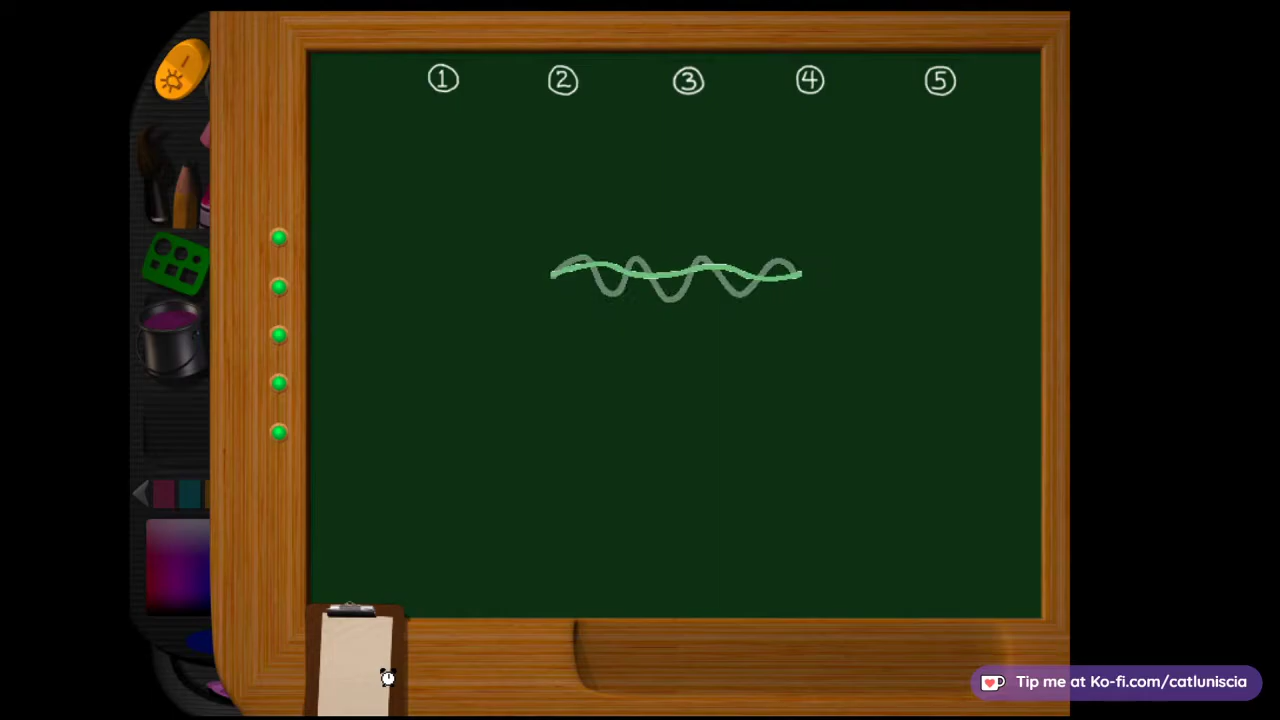 ① ② ③ ④ ⑤
Tip me at Ko-fi.com/catluniscia